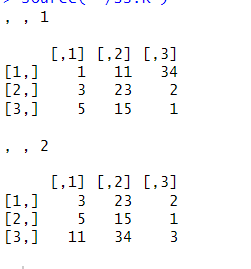 > source("~/33.R")
, , 1
     [,1] [,2] [,3]
[1,]    1   11   34
[2,]    3   23    2
[3,]    5   15    1
, , 2
     [,1] [,2] [,3]
[1,]    3   23    2
[2,]    5   15    1
[3,]   11   34    3